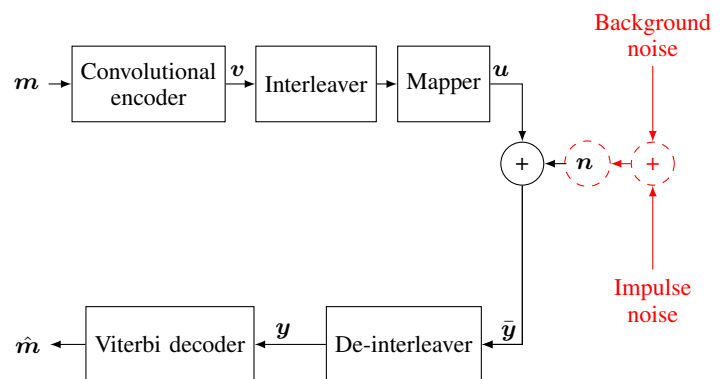 Background
noise
m
Convolutional
encoder
v
Interleaver
Mapper
u
+
n
+
Impulse
noise
m̂
Viterbi decoder
y
De-interleaver
ȳ